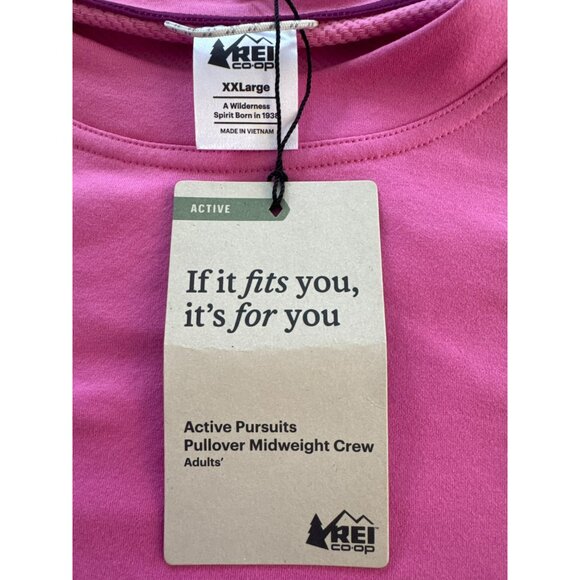 REI
CO·OP
XXLarge
A Wilderness
Spirit Born in 1938
MADE IN VIETNAM
ACTIVE
If it fits you,
it's for you
Active Pursuits
Pullover Midweight Crew
Adults'
REI
CO·OP